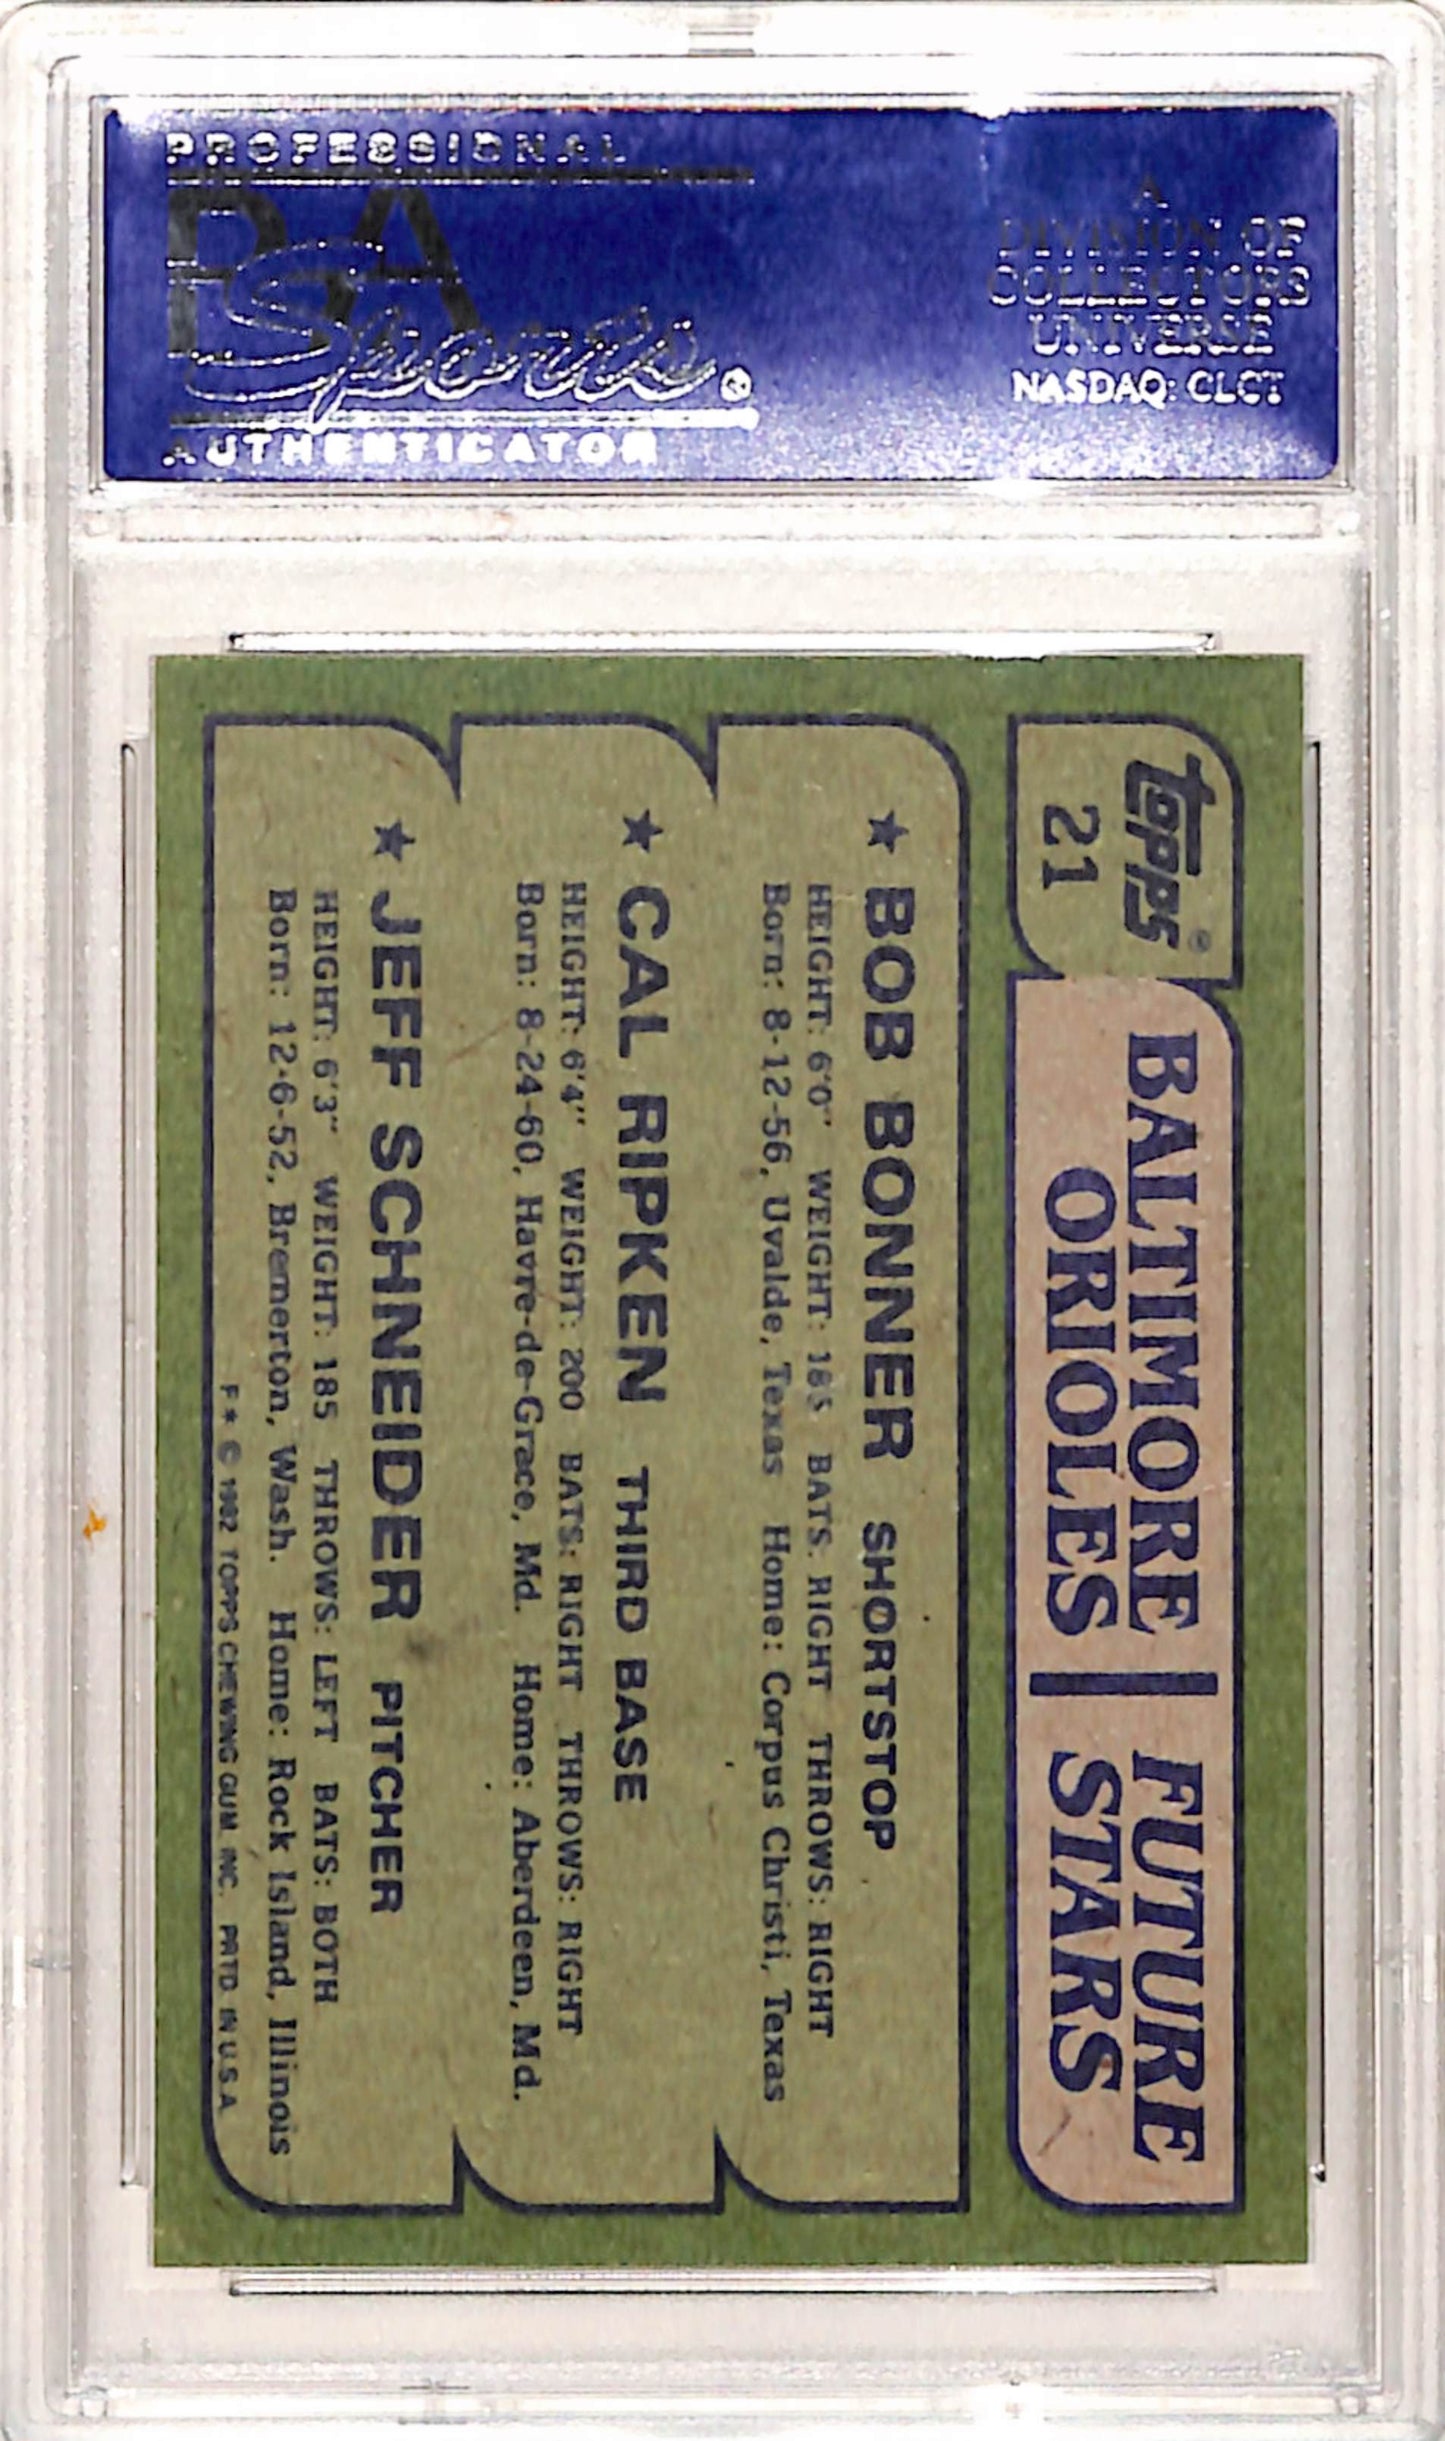 PROFESSIONAL
PSA
Sports®
AUTHENTICATOR
A
DIVISION OF
COLLECTORS
UNIVERSE
NASDAQ: CLCT
topps®
21
BALTIMORE
ORIOLES
FUTURE
STARS
★ BOB BONNER SHORTSTOP
HEIGHT: 6'0" WEIGHT: 185 BATS: RIGHT THROWS: RIGHT
Born: 8-12-56, Uvalde, Texas Home: Corpus Christi, Texas
★ CAL RIPKEN THIRD BASE
HEIGHT: 6'4" WEIGHT: 200 BATS: RIGHT THROWS: RIGHT
Born: 8-24-60, Havre-de-Grace, Md. Home: Aberdeen, Md.
★ JEFF SCHNEIDER PITCHER
HEIGHT: 6'3" WEIGHT: 185 THROWS: LEFT BATS: BOTH
Born: 12-6-52, Bremerton, Wash. Home: Rock Island, Illinois
F * © 1982 TOPPS CHEWING GUM. INC. PRTD. IN U.S.A.